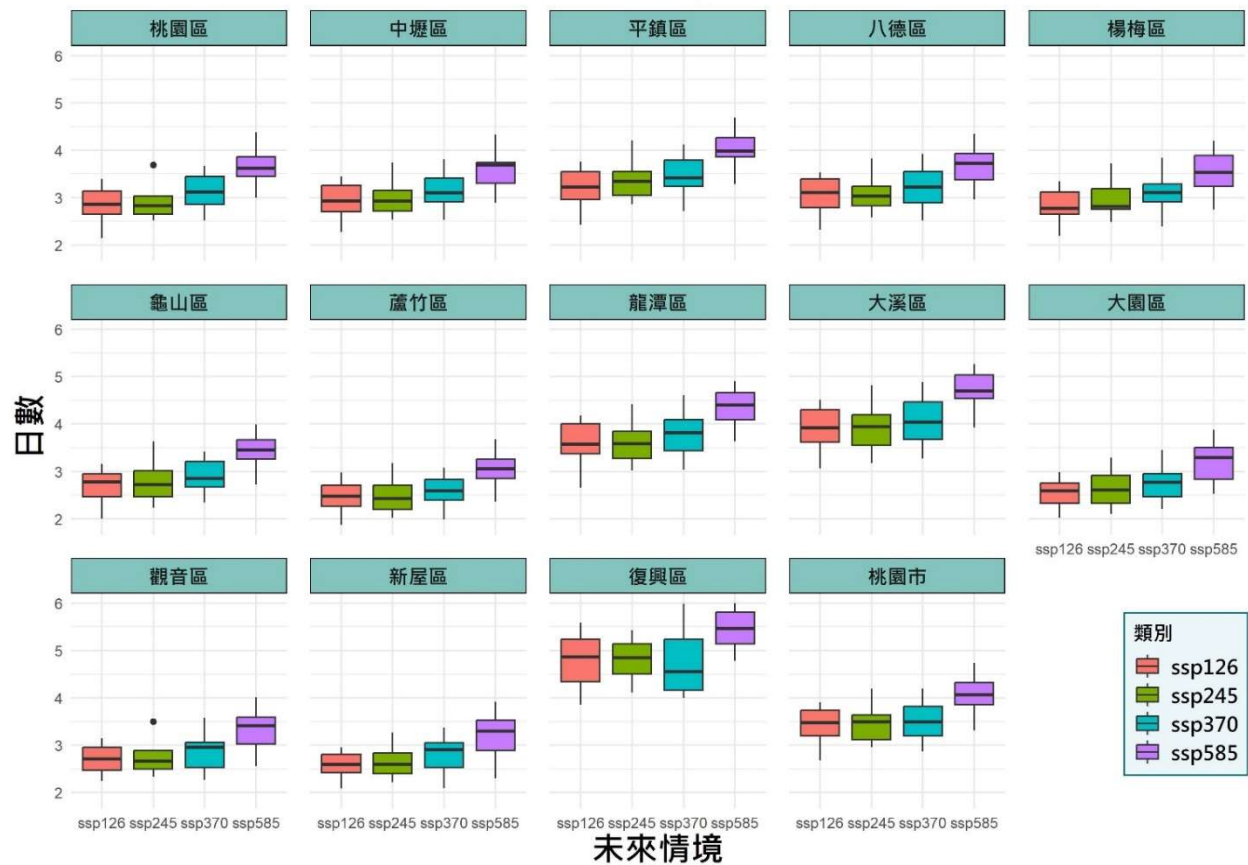 桃園區 中壢區 平鎮區 八德區 楊梅區
6
5
4
3
2
龜山區 蘆竹區 龍潭區 大溪區 大園區
6
5
4
3
2
ssp126 ssp245 ssp370 ssp585
觀音區 新屋區 復興區 桃園市
6
5
4
3
2
ssp126 ssp245 ssp370 ssp585 ssp126 ssp245 ssp370 ssp585 ssp126 ssp245 ssp370 ssp585 ssp126 ssp245 ssp370 ssp585
日數
未來情境
類別
ssp126
ssp245
ssp370
ssp585